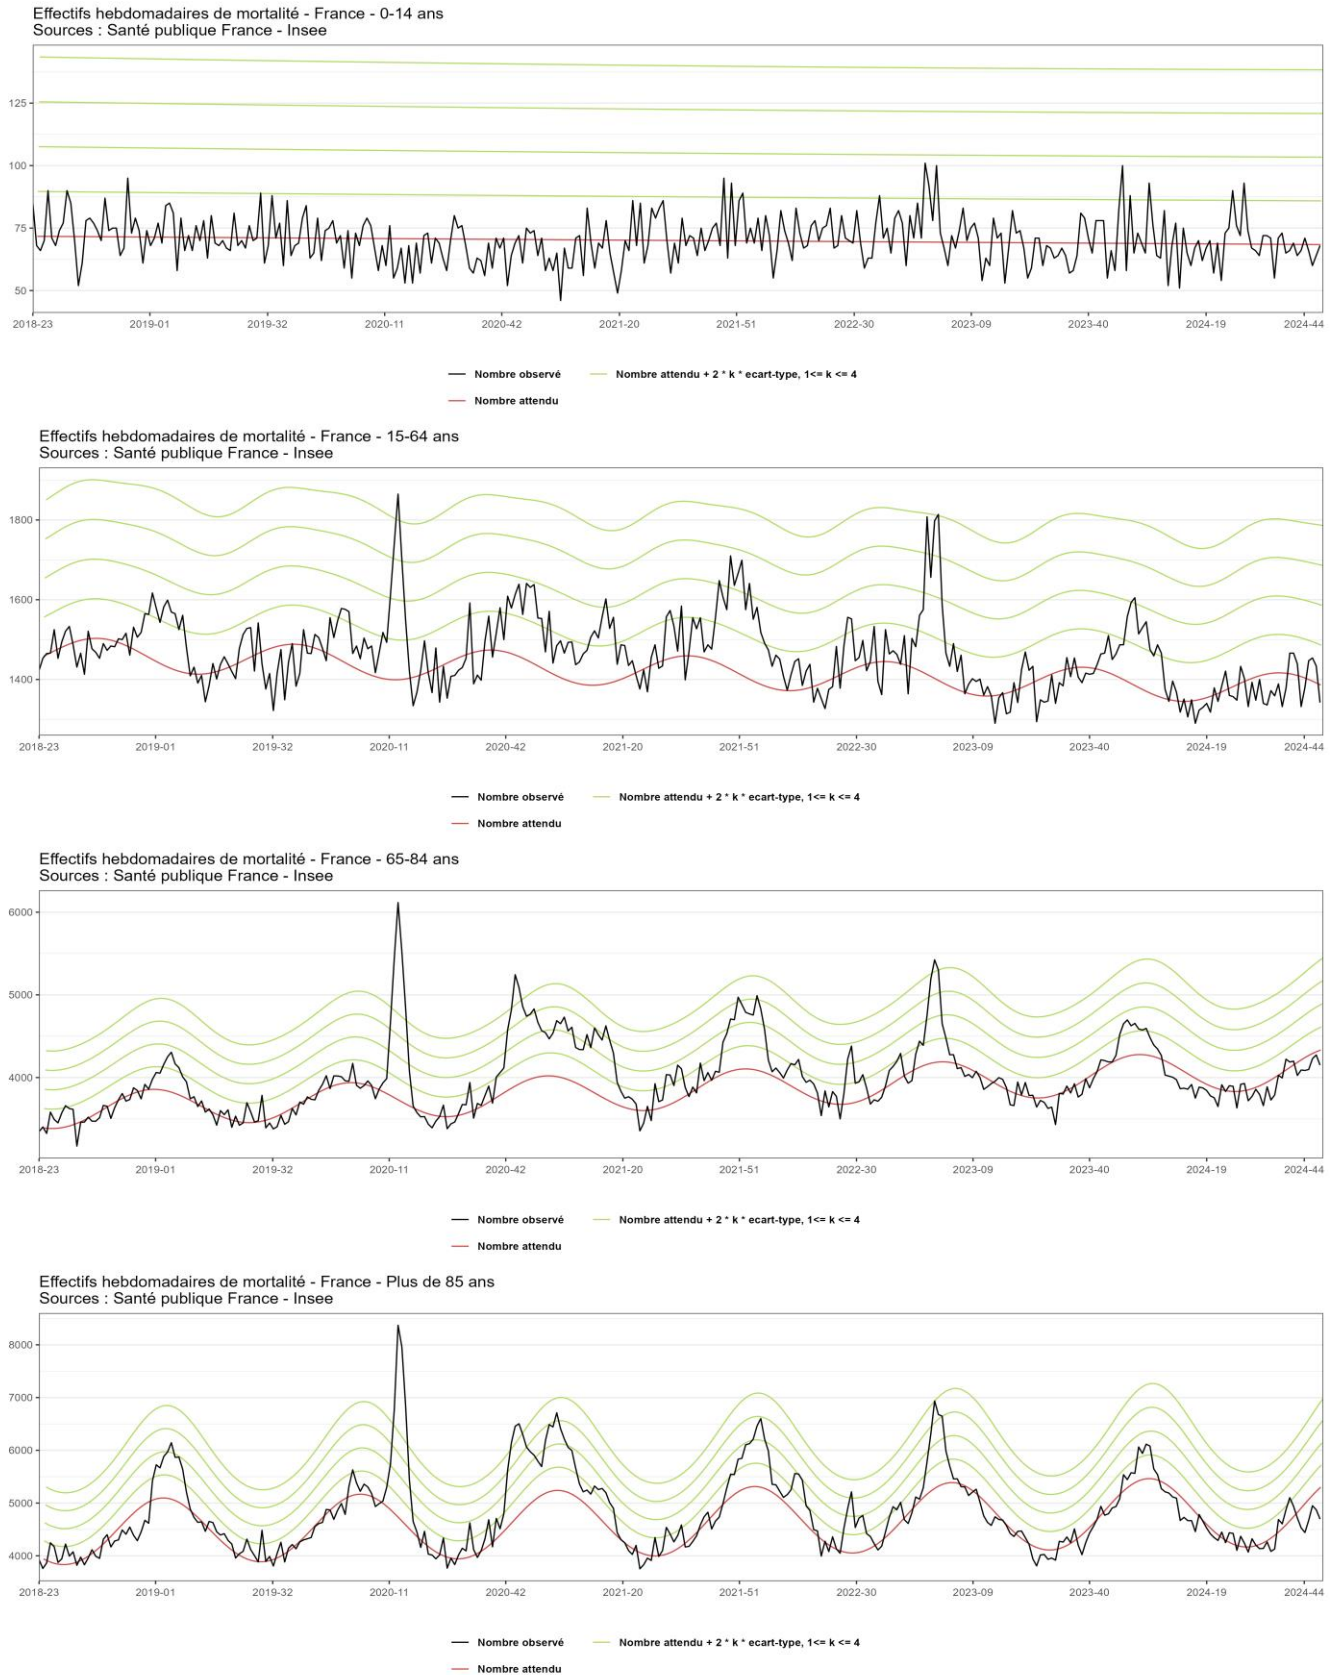 Effectifs hebdomadaires de mortalité - France - 0-14 ans
Sources : Santé publique France - Insee
125
100
75
50
2018-23 2019-01 2019-32 2020-11 2020-42 2021-20 2021-51 2022-30 2023-09 2023-40 2024-19 2024-44
Nombre observé Nombre attendu + 2 * k * ecart-type, 1<= k <= 4
Nombre attendu
Effectifs hebdomadaires de mortalité - France - 15-64 ans
Sources : Santé publique France - Insee
1800
1600
1400
2018-23 2019-01 2019-32 2020-11 2020-42 2021-20 2021-51 2022-30 2023-09 2023-40 2024-19 2024-44
Nombre observé Nombre attendu + 2 * k * ecart-type, 1<= k <= 4
Nombre attendu
Effectifs hebdomadaires de mortalité - France - 65-84 ans
Sources : Santé publique France - Insee
6000
5000
4000
2018-23 2019-01 2019-32 2020-11 2020-42 2021-20 2021-51 2022-30 2023-09 2023-40 2024-19 2024-44
Nombre observé Nombre attendu + 2 * k * ecart-type, 1<= k <= 4
Nombre attendu
Effectifs hebdomadaires de mortalité - France - Plus de 85 ans
Sources : Santé publique France - Insee
8000
7000
6000
5000
4000
2018-23 2019-01 2019-32 2020-11 2020-42 2021-20 2021-51 2022-30 2023-09 2023-40 2024-19 2024-44
Nombre observé Nombre attendu + 2 * k * ecart-type, 1<= k <= 4
Nombre attendu